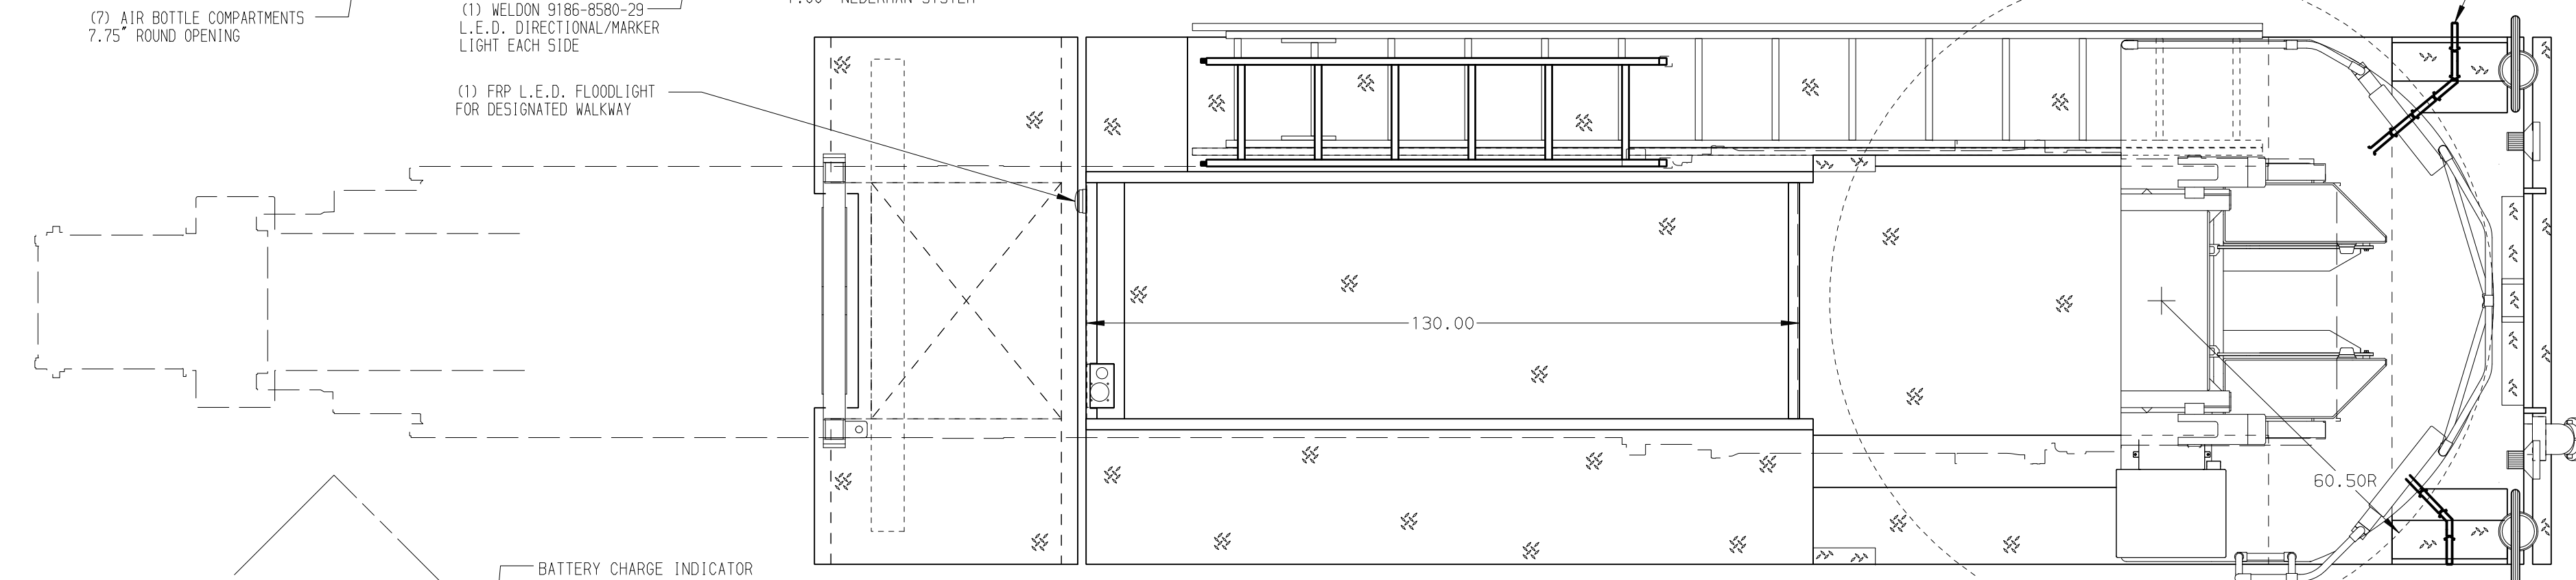 (7) AIR BOTTLE COMPARTMENTS
7.75" ROUND OPENING
(1) WELDON 9186-8580-29
L.E.D. DIRECTIONAL/MARKER
LIGHT EACH SIDE
(1) FRP L.E.D. FLOODLIGHT
FOR DESIGNATED WALKWAY
130.00
60.50R
BATTERY CHARGE INDICATOR